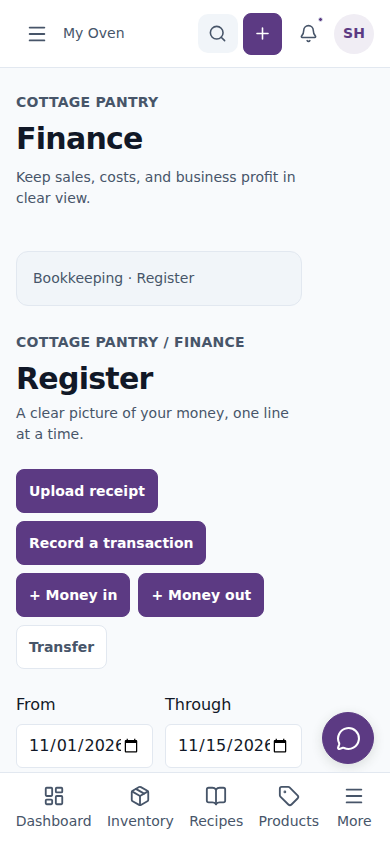 My Oven
SH
COTTAGE PANTRY
Finance
Keep sales, costs, and business profit in
clear view.
Bookkeeping · Register
COTTAGE PANTRY / FINANCE
Register
A clear picture of your money, one line
at a time.
Upload receipt
Record a transaction
+ Money in + Money out
Transfer
From Through
11/01/2026 11/15/2026
Dashboard Inventory Recipes Products More